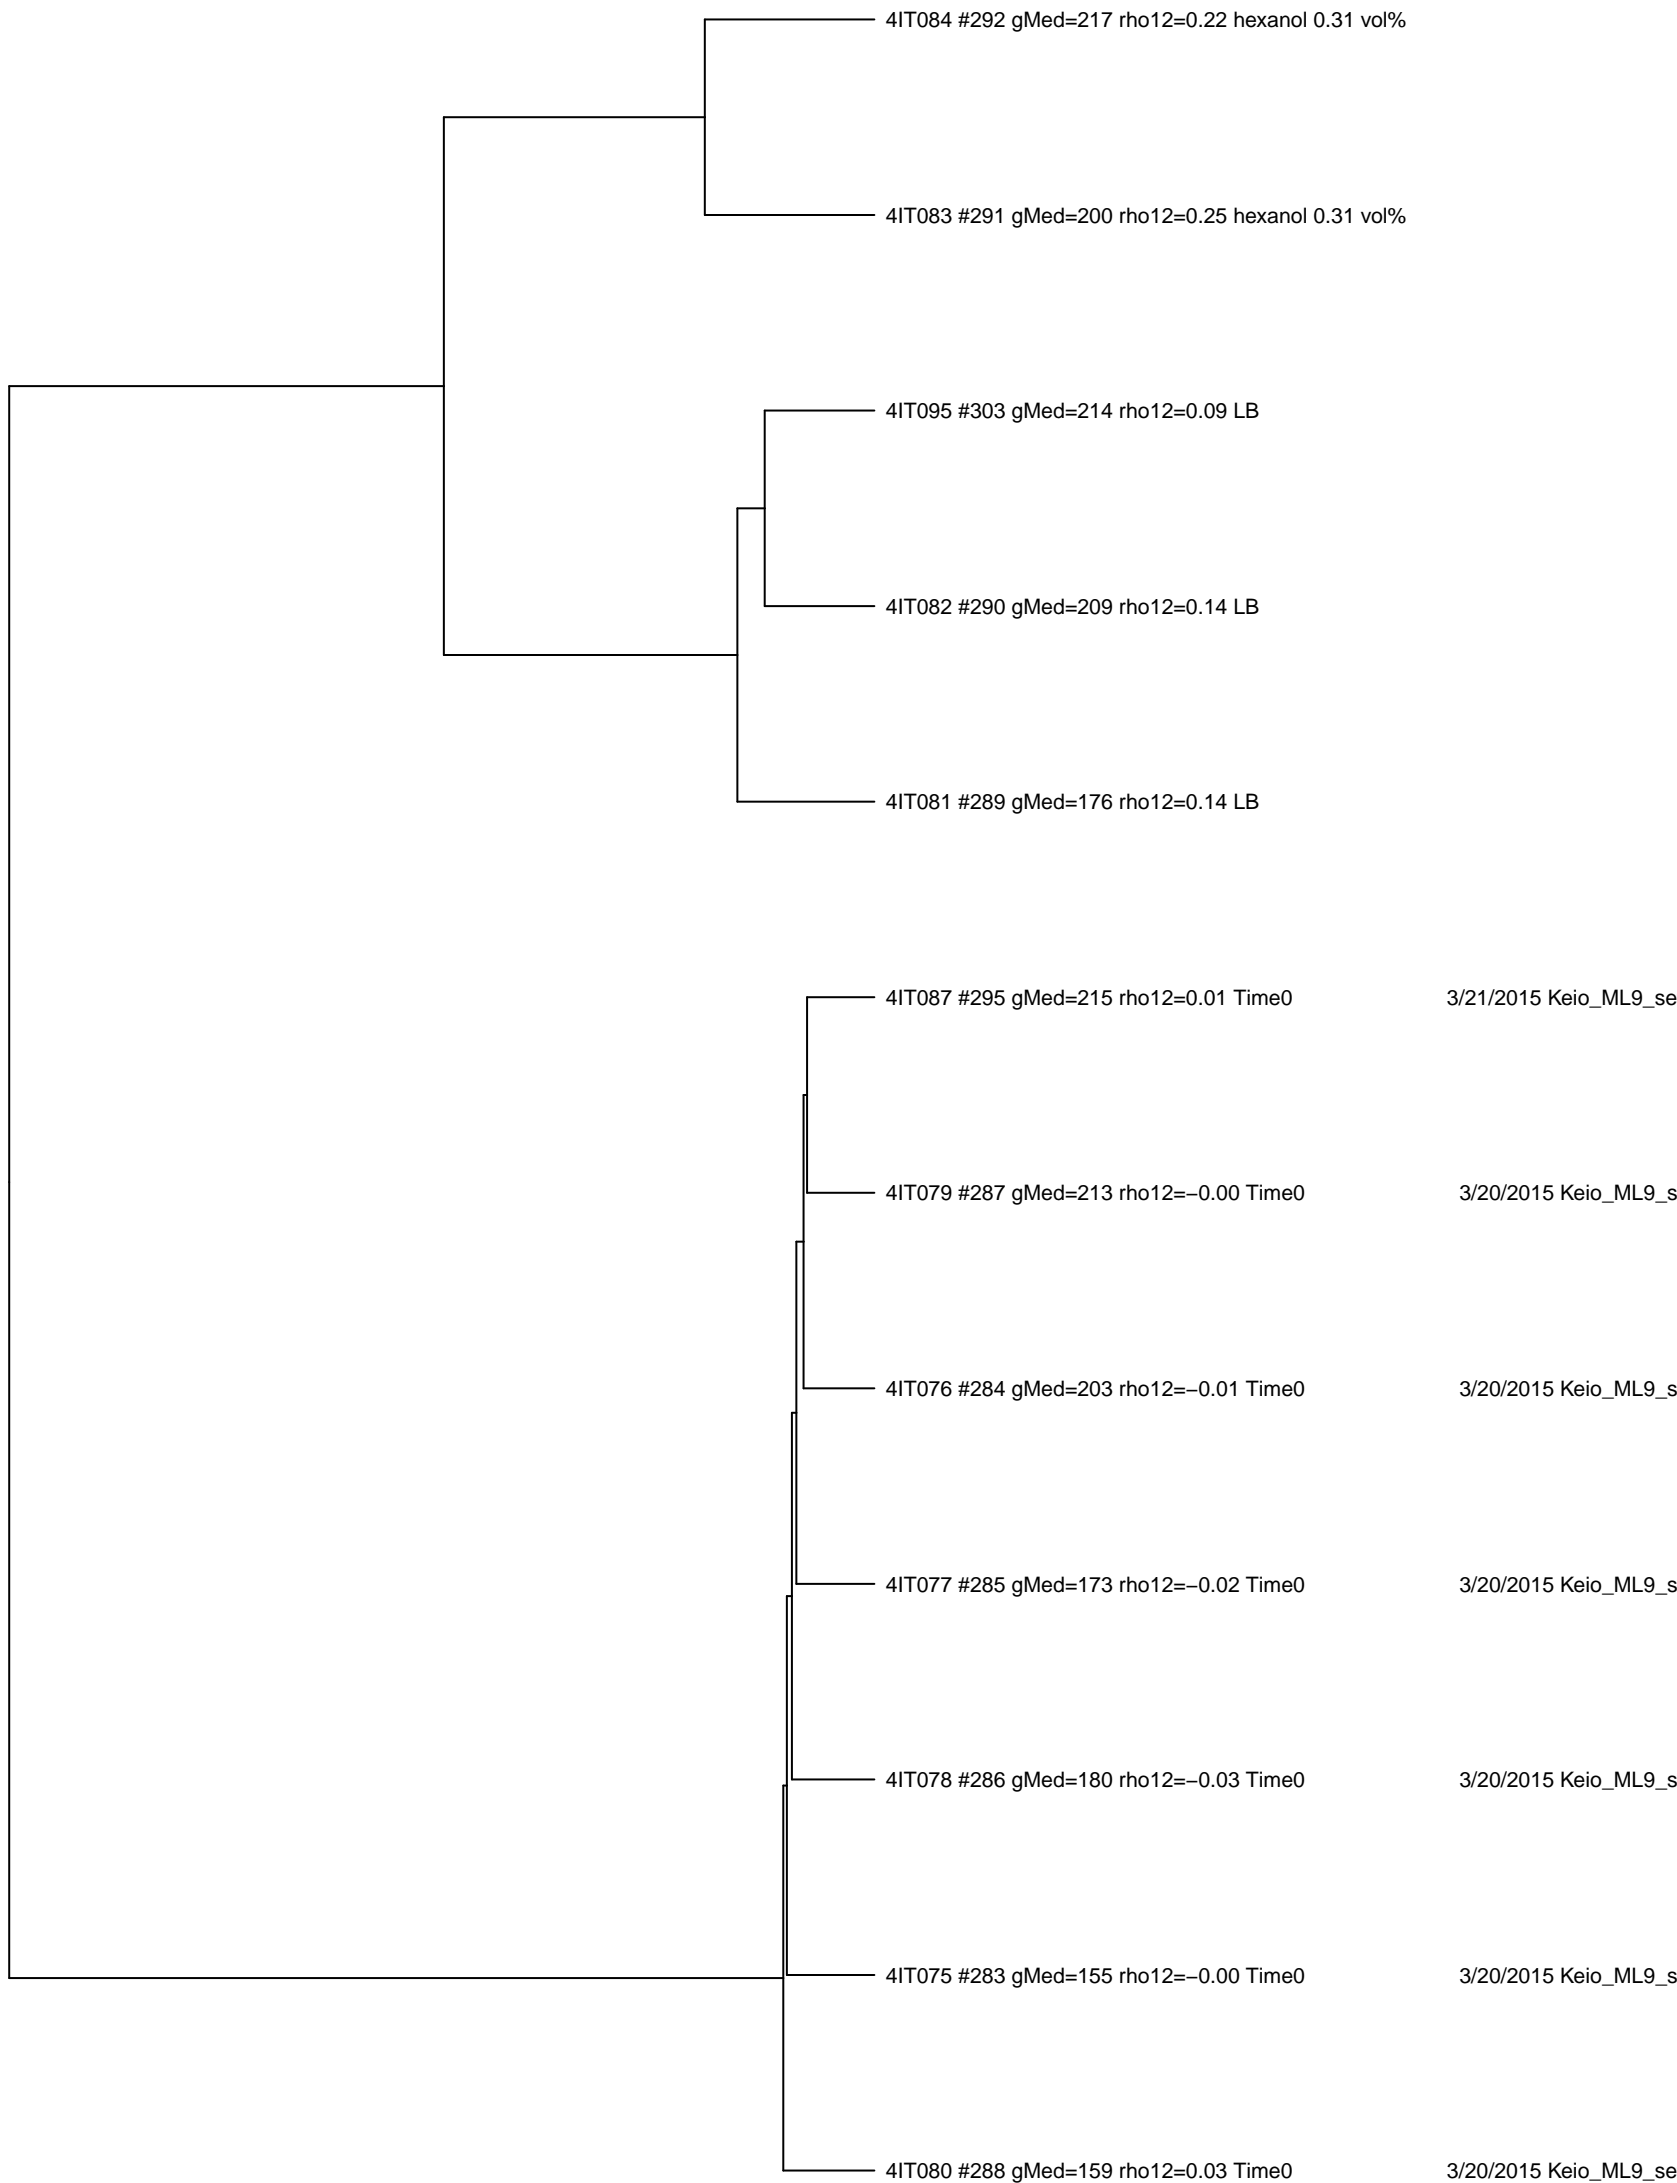 4IT084 #292 gMed=217 rho12=0.22 hexanol 0.31 vol%
4IT083 #291 gMed=200 rho12=0.25 hexanol 0.31 vol%
4IT095 #303 gMed=214 rho12=0.09 LB
4IT082 #290 gMed=209 rho12=0.14 LB
4IT081 #289 gMed=176 rho12=0.14 LB
4IT087 #295 gMed=215 rho12=0.01 Time0 3/21/2015 Keio_ML9_se
4IT079 #287 gMed=213 rho12=−0.00 Time0 3/20/2015 Keio_ML9_s
4IT076 #284 gMed=203 rho12=−0.01 Time0 3/20/2015 Keio_ML9_s
4IT077 #285 gMed=173 rho12=−0.02 Time0 3/20/2015 Keio_ML9_s
4IT078 #286 gMed=180 rho12=−0.03 Time0 3/20/2015 Keio_ML9_s
4IT075 #283 gMed=155 rho12=−0.00 Time0 3/20/2015 Keio_ML9_s
4IT080 #288 gMed=159 rho12=0.03 Time0 3/20/2015 Keio_ML9_se